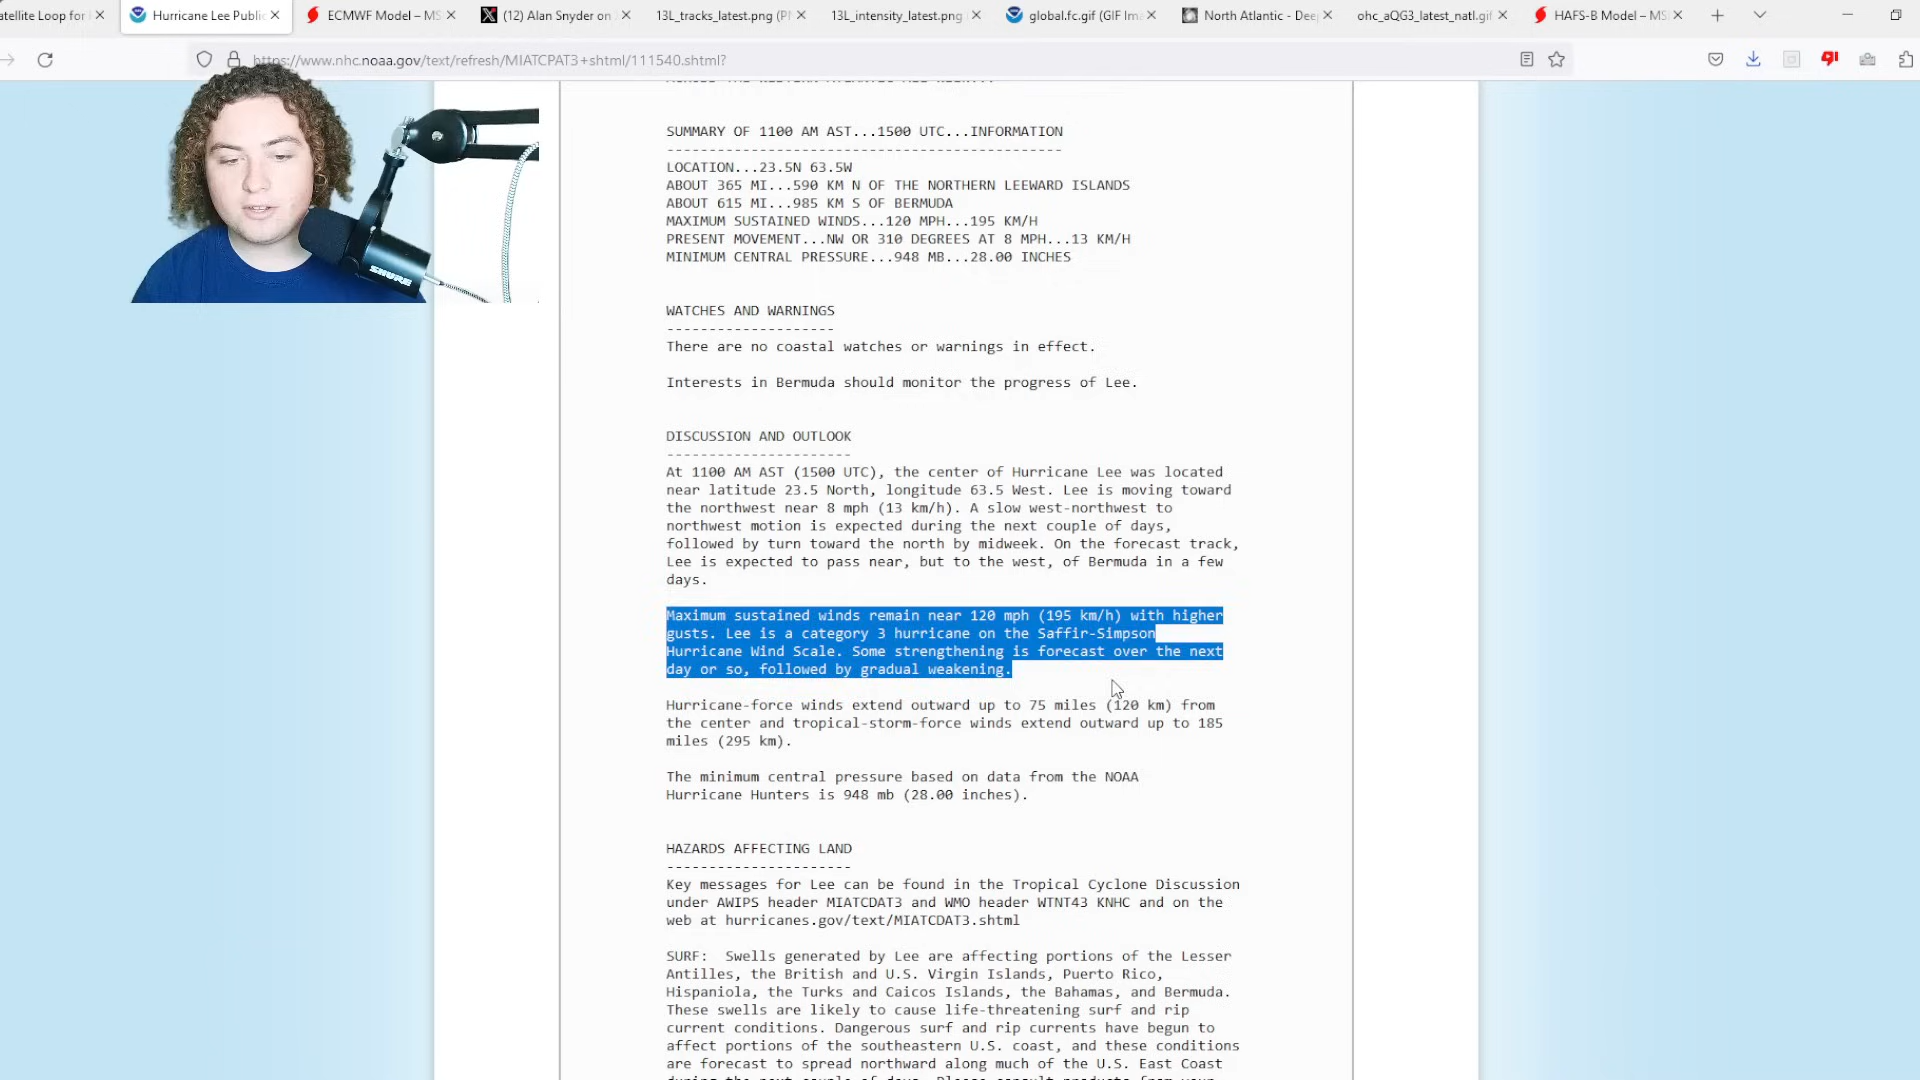 atellite Loop for
Hurricane Lee Public
ECMWF Model – MS
(12) Alan Snyder on
13L_tracks_latest.png (P
13L_intensity_latest.png
global.fc.gif (GIF Ima
North Atlantic - Dee
ohc_aQG3_latest_natl.gif
HAFS-B Model – MS
https://www.nhc.noaa.gov/text/refresh/MIATCPAT3+shtml/111540.shtml?
SUMMARY OF 1100 AM AST...1500 UTC...INFORMATION
-----------------------------------------------
LOCATION...23.5N 63.5W
ABOUT 365 MI...590 KM N OF THE NORTHERN LEEWARD ISLANDS
ABOUT 615 MI...985 KM S OF BERMUDA
MAXIMUM SUSTAINED WINDS...120 MPH...195 KM/H
PRESENT MOVEMENT...NW OR 310 DEGREES AT 8 MPH...13 KM/H
MINIMUM CENTRAL PRESSURE...948 MB...28.00 INCHES
WATCHES AND WARNINGS
--------------------
There are no coastal watches or warnings in effect.
Interests in Bermuda should monitor the progress of Lee.
DISCUSSION AND OUTLOOK
----------------------
At 1100 AM AST (1500 UTC), the center of Hurricane Lee was located
near latitude 23.5 North, longitude 63.5 West. Lee is moving toward
the northwest near 8 mph (13 km/h). A slow west-northwest to
northwest motion is expected during the next couple of days,
followed by turn toward the north by midweek. On the forecast track,
Lee is expected to pass near, but to the west, of Bermuda in a few
days.
Maximum sustained winds remain near 120 mph (195 km/h) with higher
gusts. Lee is a category 3 hurricane on the Saffir-Simpson
Hurricane Wind Scale. Some strengthening is forecast over the next
day or so, followed by gradual weakening.
Hurricane-force winds extend outward up to 75 miles (120 km) from
the center and tropical-storm-force winds extend outward up to 185
miles (295 km).
The minimum central pressure based on data from the NOAA
Hurricane Hunters is 948 mb (28.00 inches).
HAZARDS AFFECTING LAND
----------------------
Key messages for Lee can be found in the Tropical Cyclone Discussion
under AWIPS header MIATCDAT3 and WMO header WTNT43 KNHC and on the
web at hurricanes.gov/text/MIATCDAT3.shtml
SURF: Swells generated by Lee are affecting portions of the Lesser
Antilles, the British and U.S. Virgin Islands, Puerto Rico,
Hispaniola, the Turks and Caicos Islands, the Bahamas, and Bermuda.
These swells are likely to cause life-threatening surf and rip
current conditions. Dangerous surf and rip currents have begun to
affect portions of the southeastern U.S. coast, and these conditions
are forecast to spread northward along much of the U.S. East Coast
SHURE